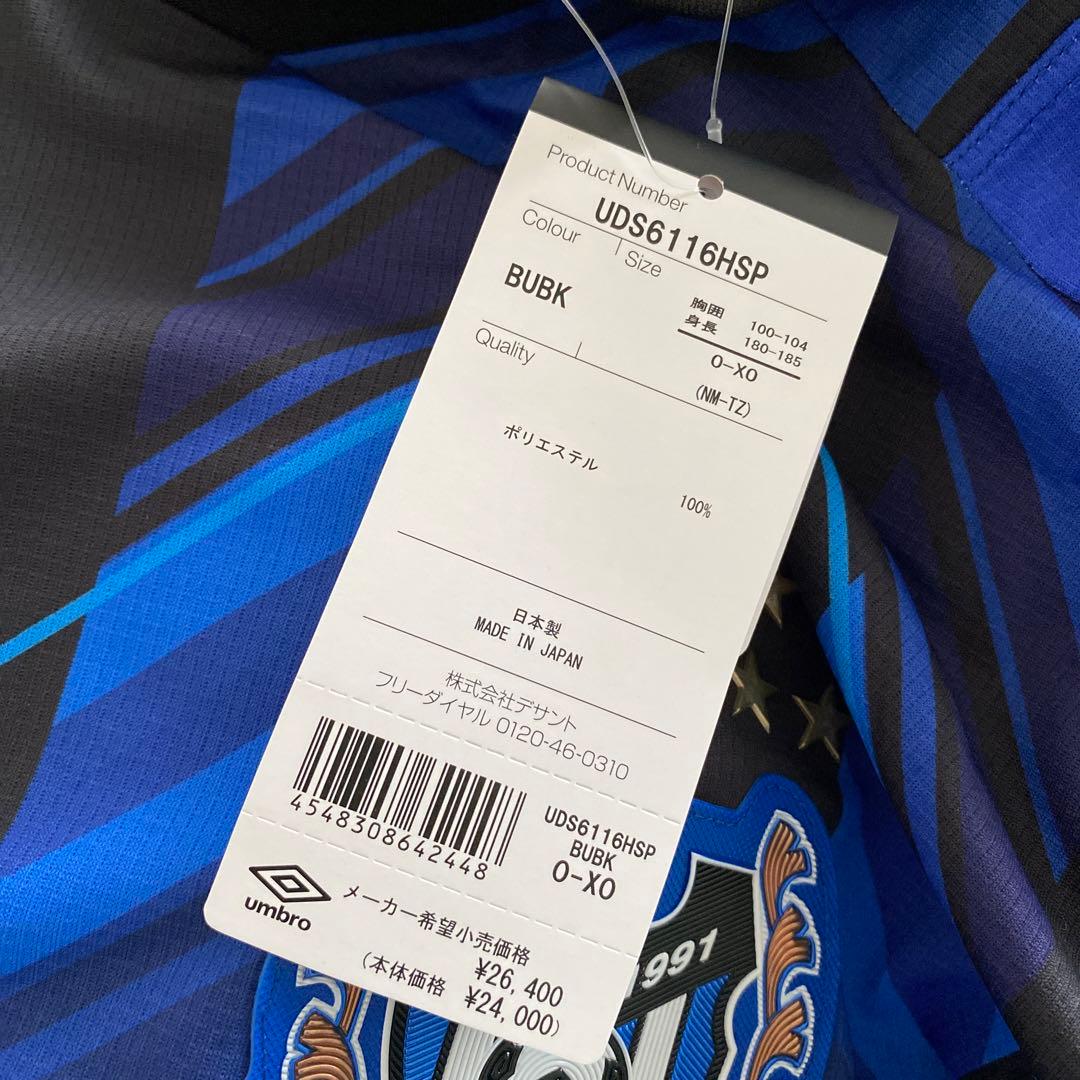 Product Number
UDS6116HSP
Colour
Size
BUBK
胸囲 100-104
身長 180-185
O-XO
(NM-TZ)
Quality
ポリエステル
100%
日本製
MADE IN JAPAN
株式会社デサント
フリーダイヤル 0120-46-0310
4548308642448
UDS6116HSP
BUBK
O-XO
umbro
メーカー希望小売価格
¥26,400
(本体価格 ¥24,000)
1991